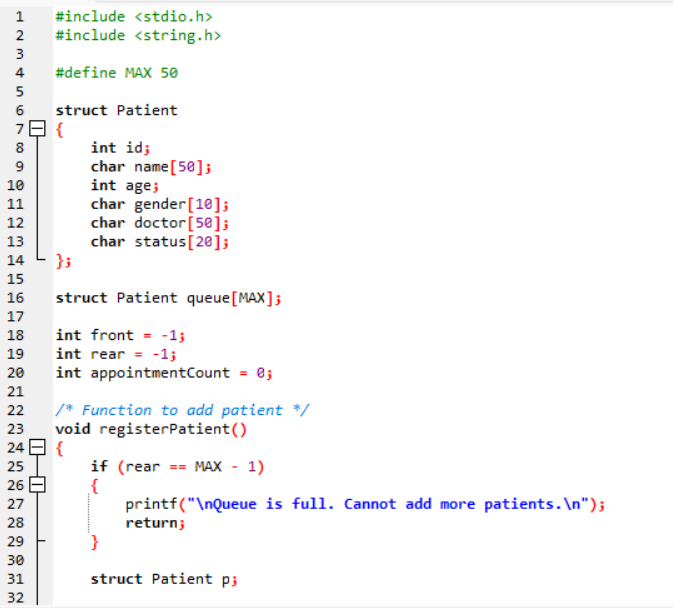 1 #include <stdio.h>
2 #include <string.h>
3
4 #define MAX 50
5
6 struct Patient
7 {
8     int id;
9     char name[50];
10     int age;
11     char gender[10];
12     char doctor[50];
13     char status[20];
14 };
15
16 struct Patient queue[MAX];
17
18 int front = -1;
19 int rear = -1;
20 int appointmentCount = 0;
21
22 /* Function to add patient */
23 void registerPatient()
24 {
25     if (rear == MAX - 1)
26     {
27         printf("\nQueue is full. Cannot add more patients.\n");
28         return;
29     }
30
31     struct Patient p;
32